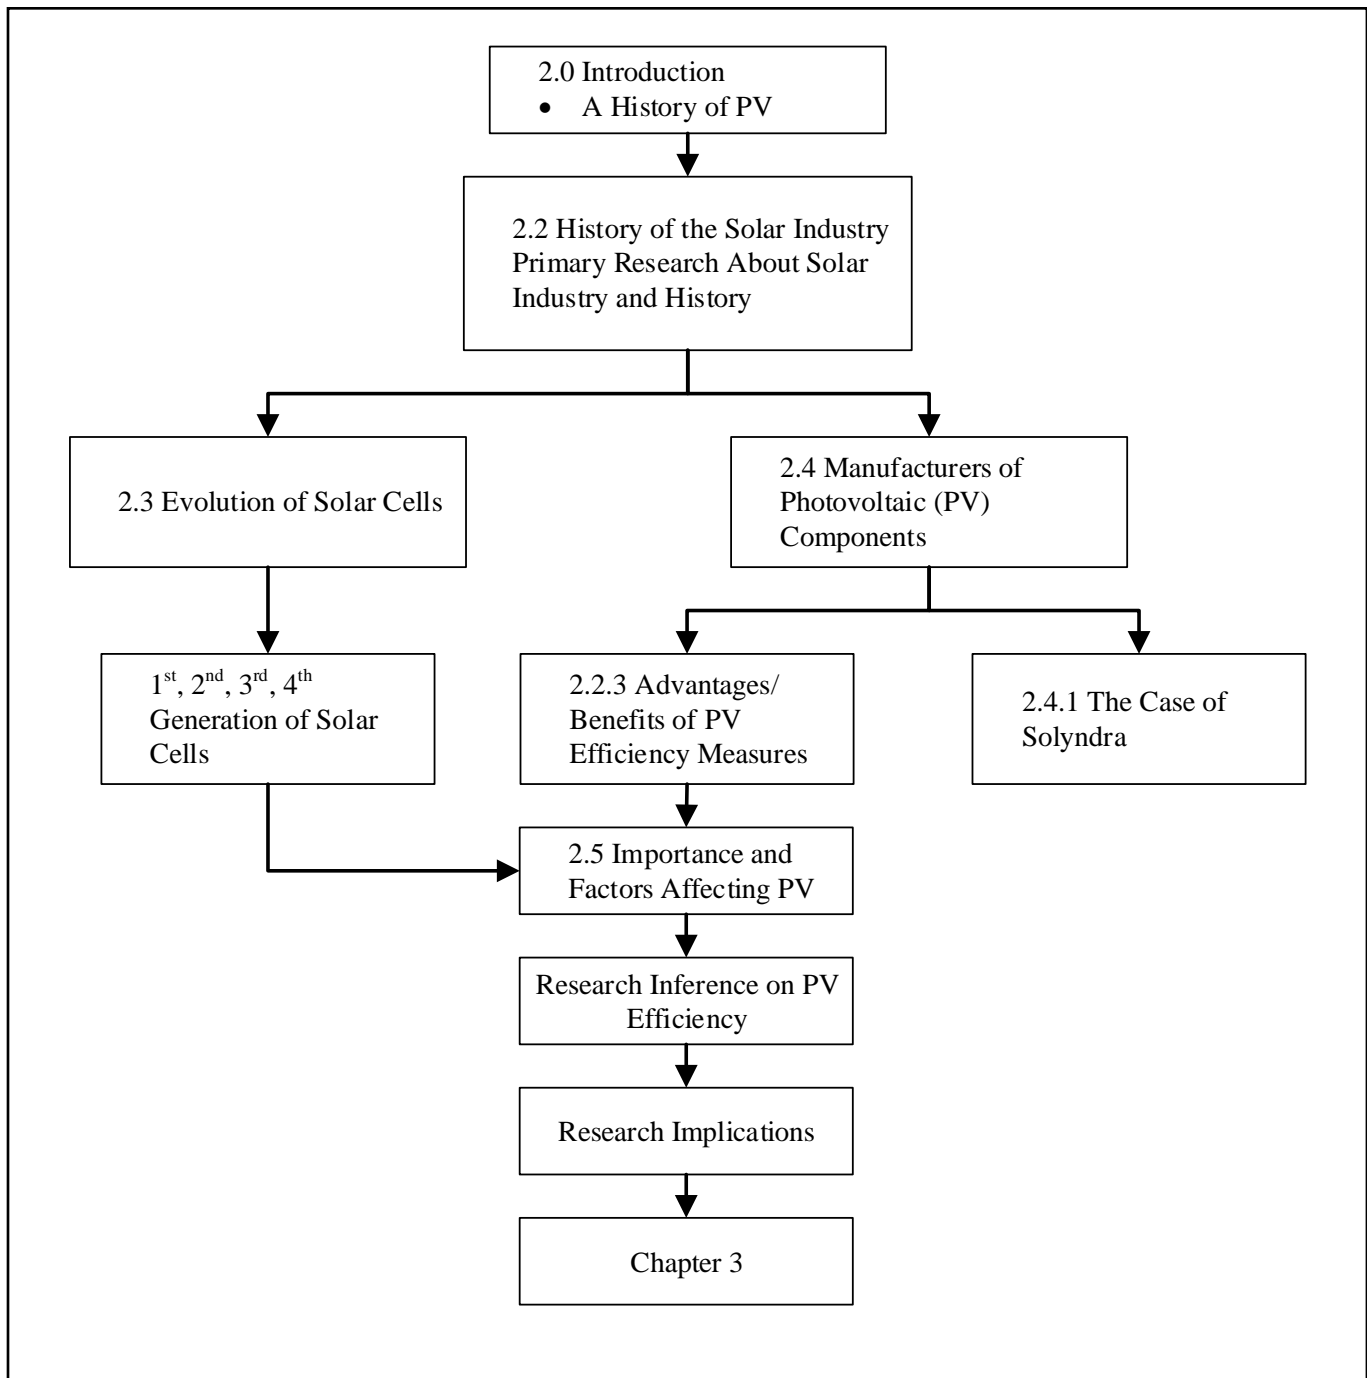 2.0 Introduction
• A History of PV
2.2 History of the Solar Industry
Primary Research About Solar
Industry and History
2.3 Evolution of Solar Cells
2.4 Manufacturers of
Photovoltaic (PV)
Components
1st, 2nd, 3rd, 4th
Generation of Solar
Cells
2.2.3 Advantages/
Benefits of PV
Efficiency Measures
2.4.1 The Case of
Solyndra
2.5 Importance and
Factors Affecting PV
Research Inference on PV
Efficiency
Research Implications
Chapter 3